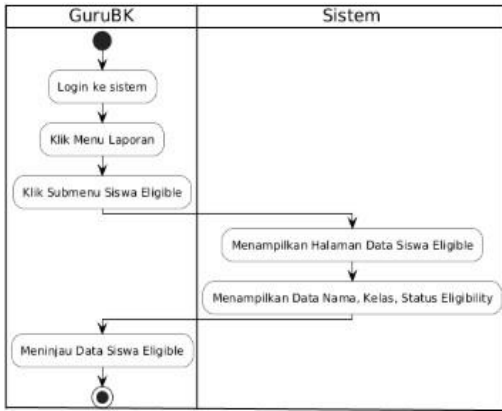 GuruBK
Sistem
Login ke sistem
Klik Menu Laporan
Klik Submenu Siswa Eligible
Menampilkan Halaman Data Siswa Eligible
Menampilkan Data Nama, Kelas, Status Eligibility
Meninjau Data Siswa Eligible